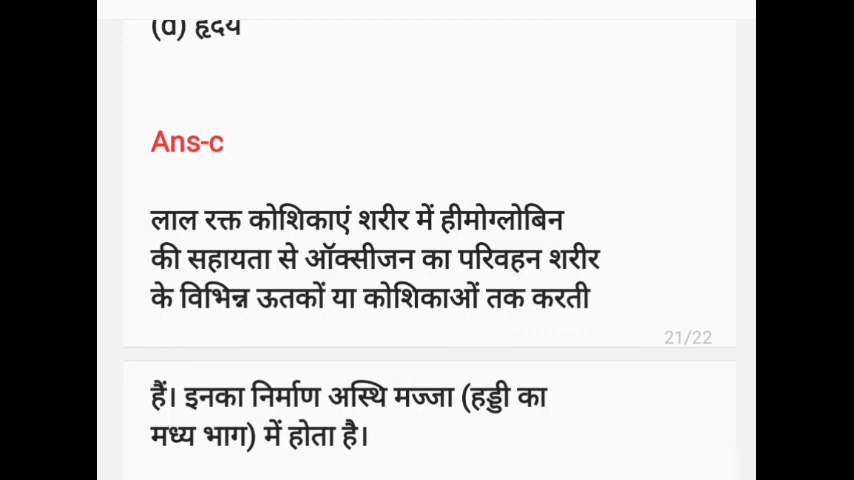 (d) हृदय
Ans-c
लाल रक्त कोशिकाएं शरीर में हीमोग्लोबिन
की सहायता से ऑक्सीजन का परिवहन शरीर
के विभिन्न ऊतकों या कोशिकाओं तक करती
21/22
हैं। इनका निर्माण अस्थि मज्जा (हड्डी का
मध्य भाग) में होता है।